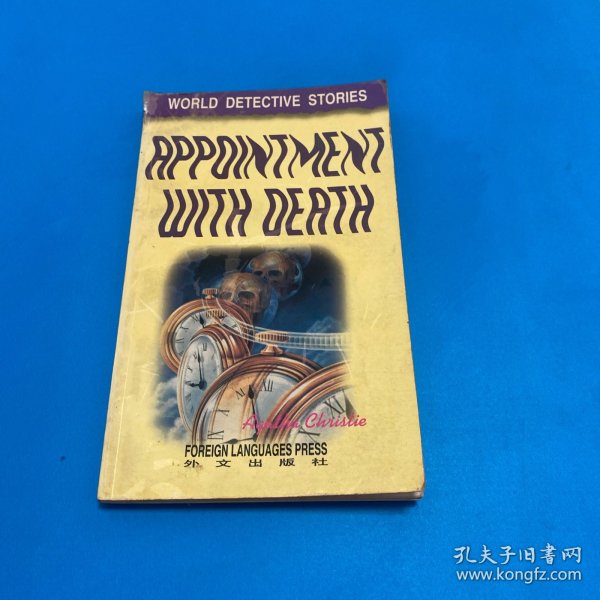 WORLD DETECTIVE STORIES
APPOINTMENT
WITH DEATH
Agatha Christie
FOREIGN LANGUAGES PRESS
外文出版社
孔夫子旧书网
www.kongfz.com